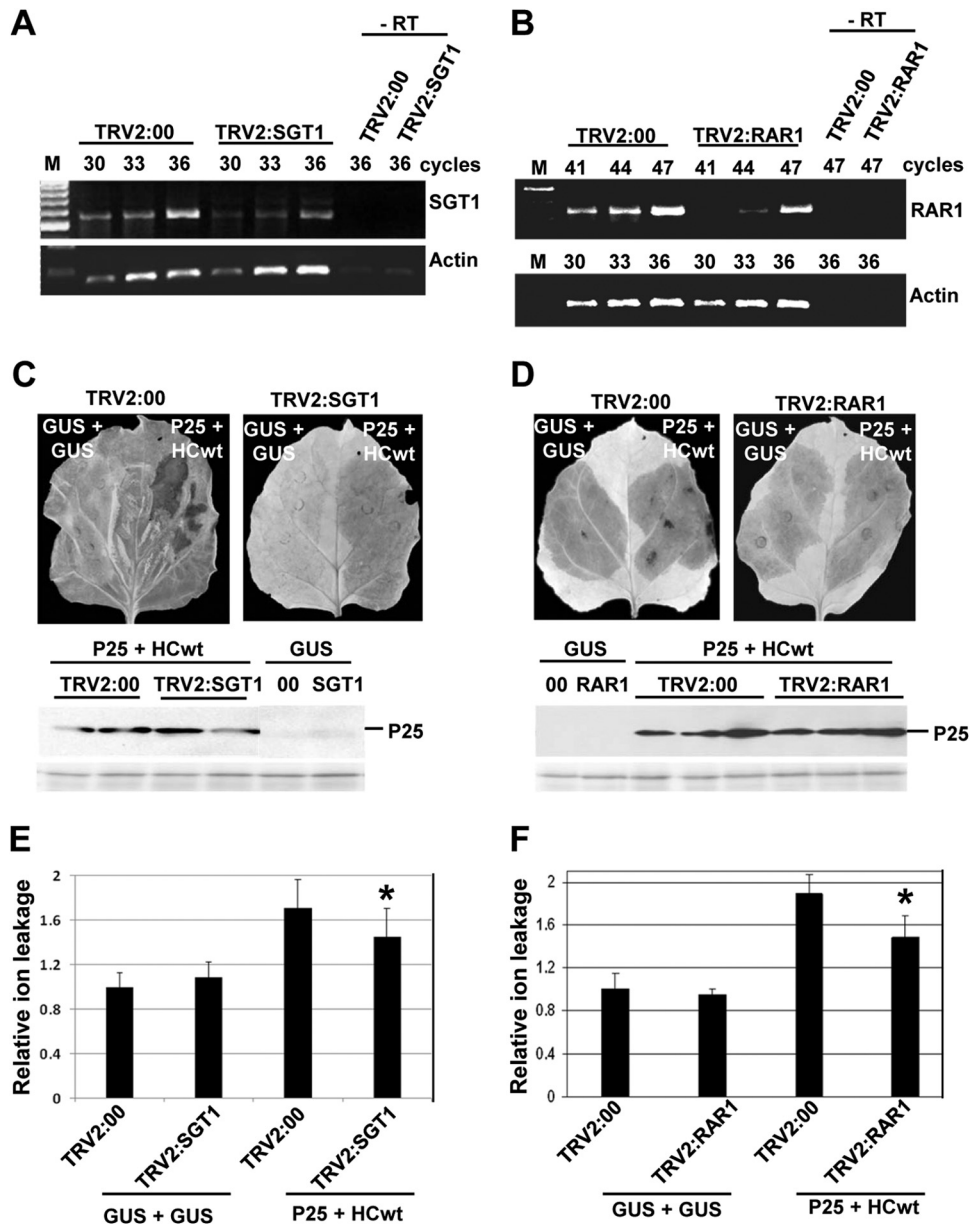 A
- RT
TRV2:00
TRV2:SGT1
TRV2:00 TRV2:SGT1
M 30 33 36 30 33 36 36 36 cycles
SGT1
Actin
B
- RT
TRV2:00
TRV2:RAR1
TRV2:00 TRV2:RAR1
M 41 44 47 41 44 47 47 47
RAR1
M 30 33 36 30 33 36 36 36
Actin
C
TRV2:00 TRV2:SGT1
GUS + GUS
P25 + HCwt
GUS + GUS
P25 + HCwt
P25 + HCwt GUS
TRV2:00 TRV2:SGT1 00 SGT1
P25
D
TRV2:00 TRV2:RAR1
GUS + GUS
P25 + HCwt
GUS + GUS
P25 + HCwt
GUS P25 + HCwt
00 RAR1 TRV2:00 TRV2:RAR1
P25
E
Relative ion leakage
2
1.6
1.2
0.8
0.4
0
*
TRV2:00
TRV2:SGT1
TRV2:00
TRV2:SGT1
GUS + GUS P25 + HCwt
F
Relative ion leakage
2
1.6
1.2
0.8
0.4
0
*
TRV2:00
TRV2:RAR1
TRV2:00
TRV2:RAR1
GUS + GUS P25 + HCwt